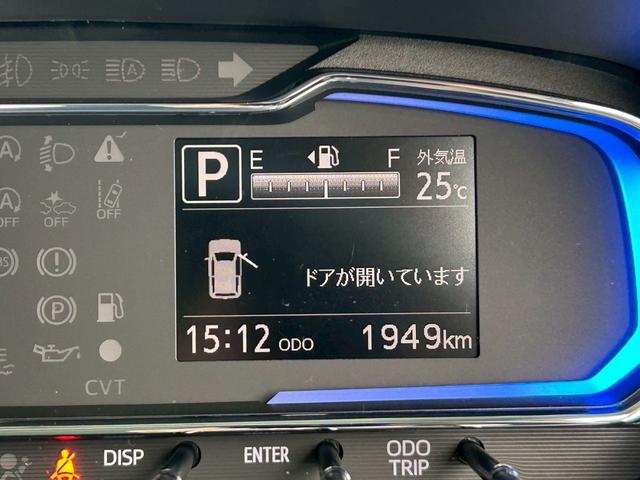 E F 外気温
P 25℃
OFF OFF OFF
ドアが開いています
15:12 ODO 1949km
CVT
DISP ENTER ODO
TRIP